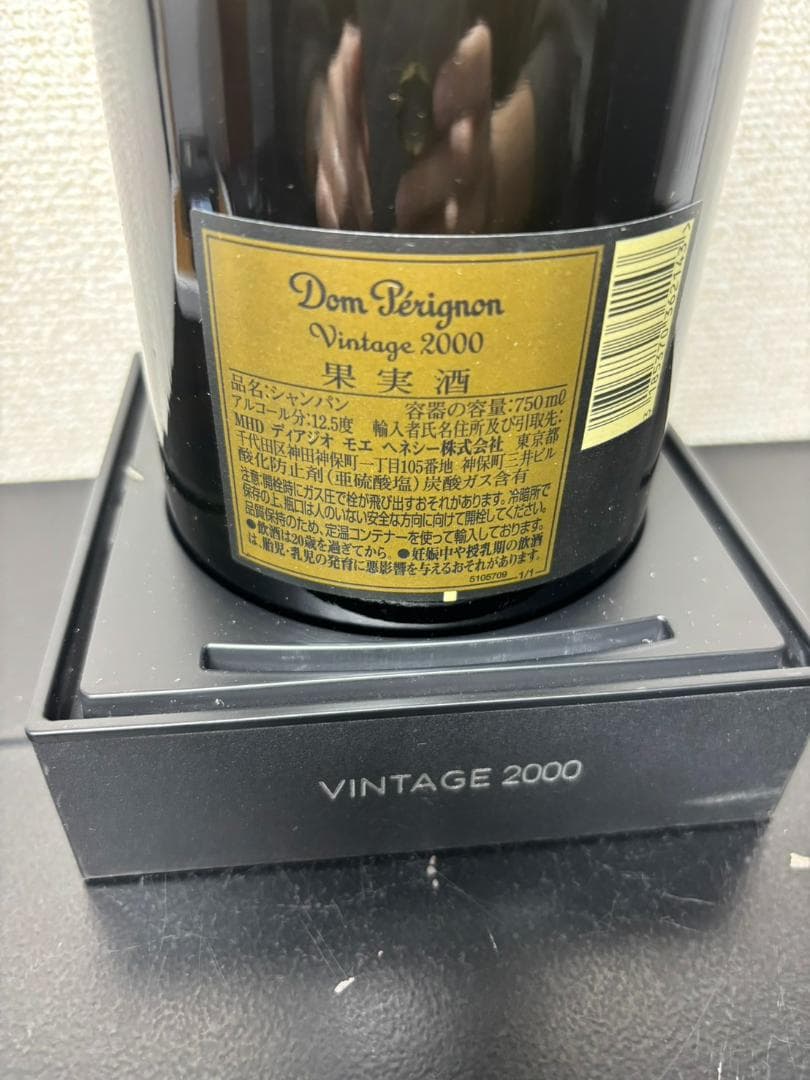 Dom Pérignon
Vintage 2000
果実酒
品名:シャンパン 容器の容量:750mℓ
アルコール分:12.5度 輸入者氏名住所及び引取先:
MHD ディアジオ モエ ヘネシー株式会社 東京都
千代田区神田神保町一丁目105番地 神保町三井ビル
酸化防止剤(亜硫酸塩)炭酸ガス含有
注意:開栓時にガス圧で栓が飛び出すおそれがあります。冷暗所で
保存の上、瓶口は人のいない安全な方向に向けて開栓してください。
品質保持のため、定温コンテナーを使って輸入しております。
●飲酒は20歳を過ぎてから。●妊娠中や授乳期の飲酒
は、胎児・乳児の発育に悪影響を与えるおそれがあります。
5105709 1/1
VINTAGE 2000